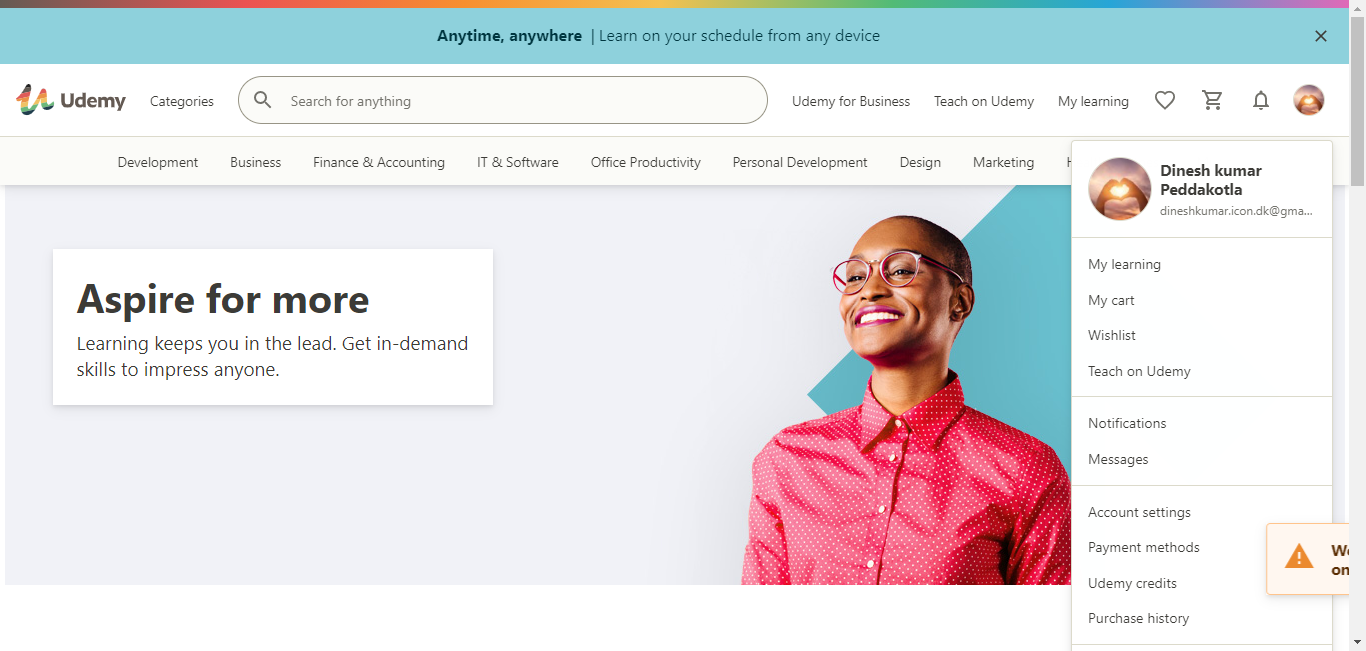 Anytime, anywhere | Learn on your schedule from any device
Udemy
Categories
Search for anything
Udemy for Business
Teach on Udemy
My learning
Development
Business
Finance & Accounting
IT & Software
Office Productivity
Personal Development
Design
Marketing
Aspire for more
Learning keeps you in the lead. Get in-demand
skills to impress anyone.
Dinesh kumar
Peddakotla
dineshkumar.icon.dk@gma...
My learning
My cart
Wishlist
Teach on Udemy
Notifications
Messages
Account settings
Payment methods
Udemy credits
Purchase history